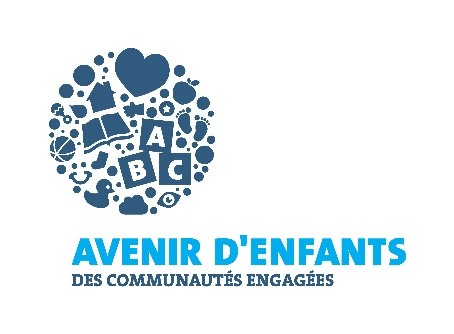 A
B C
AVENIR D'ENFANTS
DES COMMUNAUTÉS ENGAGÉES